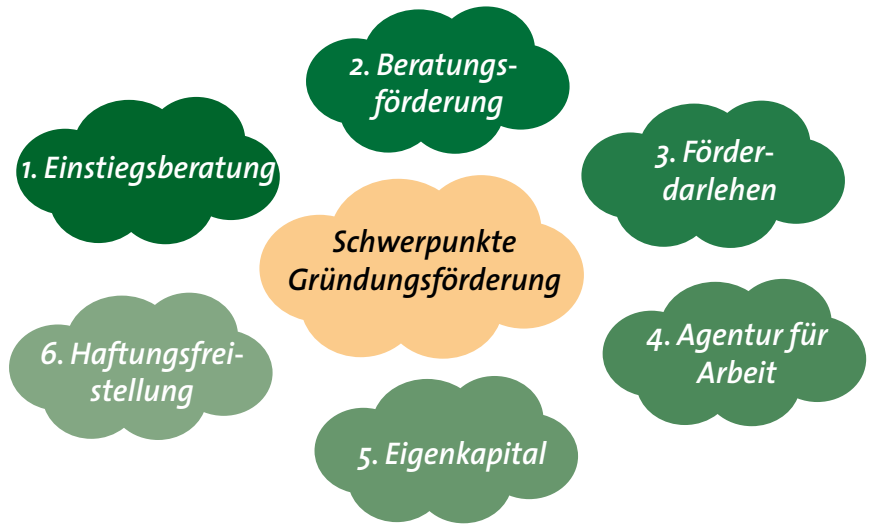 1. Einstiegsberatung
2. Beratungs-
förderung
3. Förder-
darlehen
Schwerpunkte
Gründungsförderung
4. Agentur für
Arbeit
5. Eigenkapital
6. Haftungsfrei-
stellung